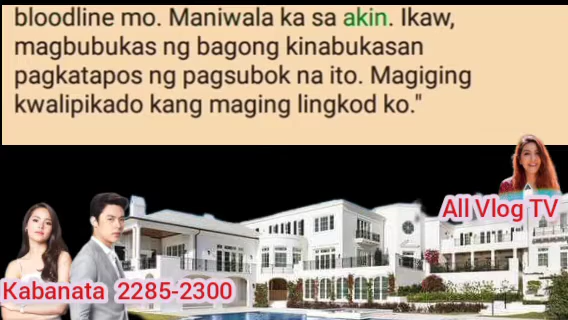 bloodline mo. Maniwala ka sa akin. Ikaw,
magbubukas ng bagong kinabukasan
pagkatapos ng pagsubok na ito. Magiging
kwalipikado kang maging lingkod ko."
All Vlog TV
Kabanata 2285-2300